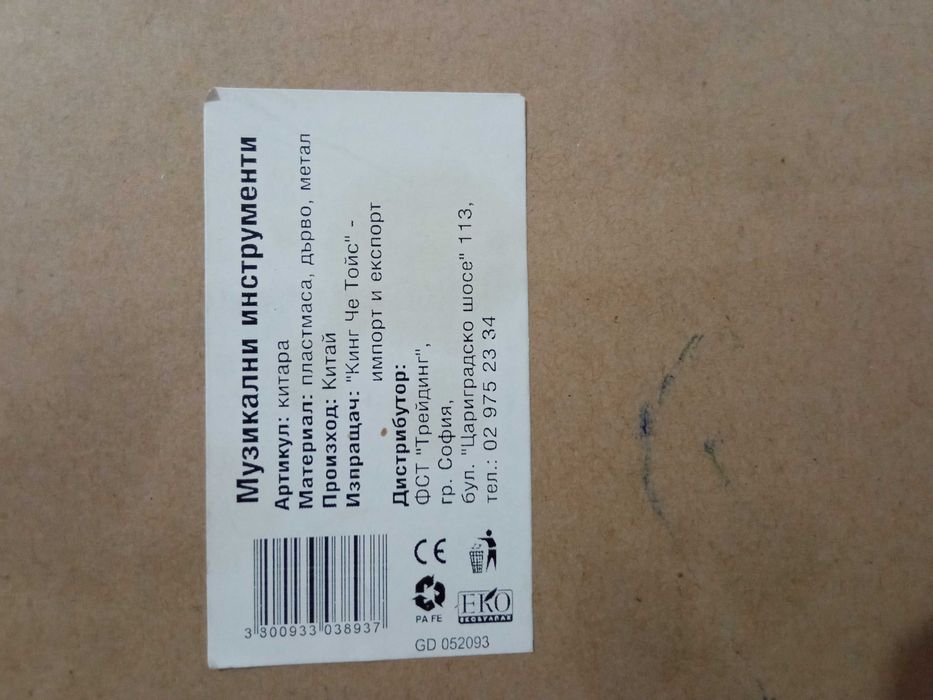 Музикални инструменти
Артикул: китара
Материал: пластмаса, дърво, метал
Произход: Китай
Изпращач: "Кинг Че Тойс" -
импорт и експорт
Дистрибутор:
ФСТ "Трейдинг",
гр. София,
бул. "Цариградско шосе" 113,
тел.: 02 975 23 34
3 300933 038937
CE
PA FE
EKO
GD 052093